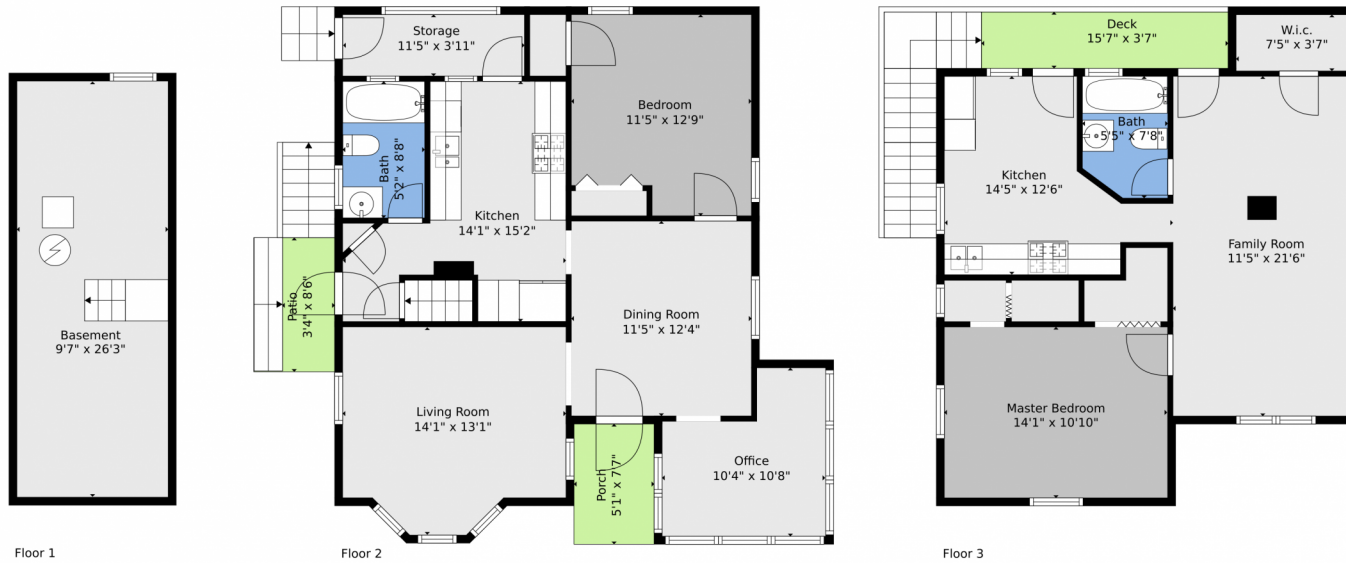 Basement
9'7" x 26'3"
Floor 1
Storage
11'5" x 3'11"
Bath
5'2" x 8'8"
Kitchen
14'1" x 15'2"
Bedroom
11'5" x 12'9"
Patio
3'4" x 8'6"
Dining Room
11'5" x 12'4"
Living Room
14'1" x 13'1"
Porch
5'1" x 7'7"
Office
10'4" x 10'8"
Floor 2
Deck
15'7" x 3'7"
W.i.c.
7'5" x 3'7"
Bath
5'5" x 7'8"
Kitchen
14'5" x 12'6"
Family Room
11'5" x 21'6"
Master Bedroom
14'1" x 10'10"
Floor 3